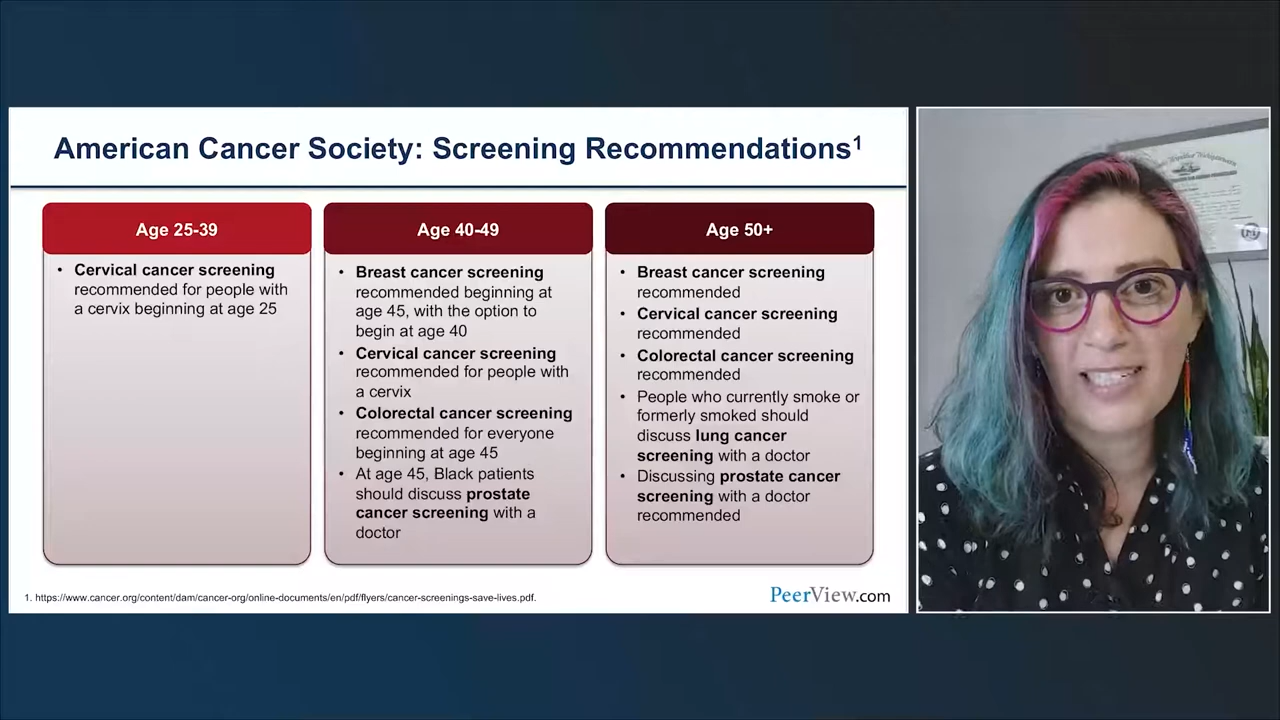 American Cancer Society: Screening Recommendations¹
Age 25-39
• Cervical cancer screening
recommended for people with
a cervix beginning at age 25
Age 40-49
• Breast cancer screening
recommended beginning at
age 45, with the option to
begin at age 40
• Cervical cancer screening
recommended for people with
a cervix
• Colorectal cancer screening
recommended for everyone
beginning at age 45
• At age 45, Black patients
should discuss prostate
cancer screening with a
doctor
Age 50+
• Breast cancer screening
recommended
• Cervical cancer screening
recommended
• Colorectal cancer screening
recommended
• People who currently smoke or
formerly smoked should
discuss lung cancer
screening with a doctor
• Discussing prostate cancer
screening with a doctor
recommended
1. https://www.cancer.org/content/dam/cancer-org/online-documents/en/pdf/flyers/cancer-screenings-save-lives.pdf.
PeerView.com